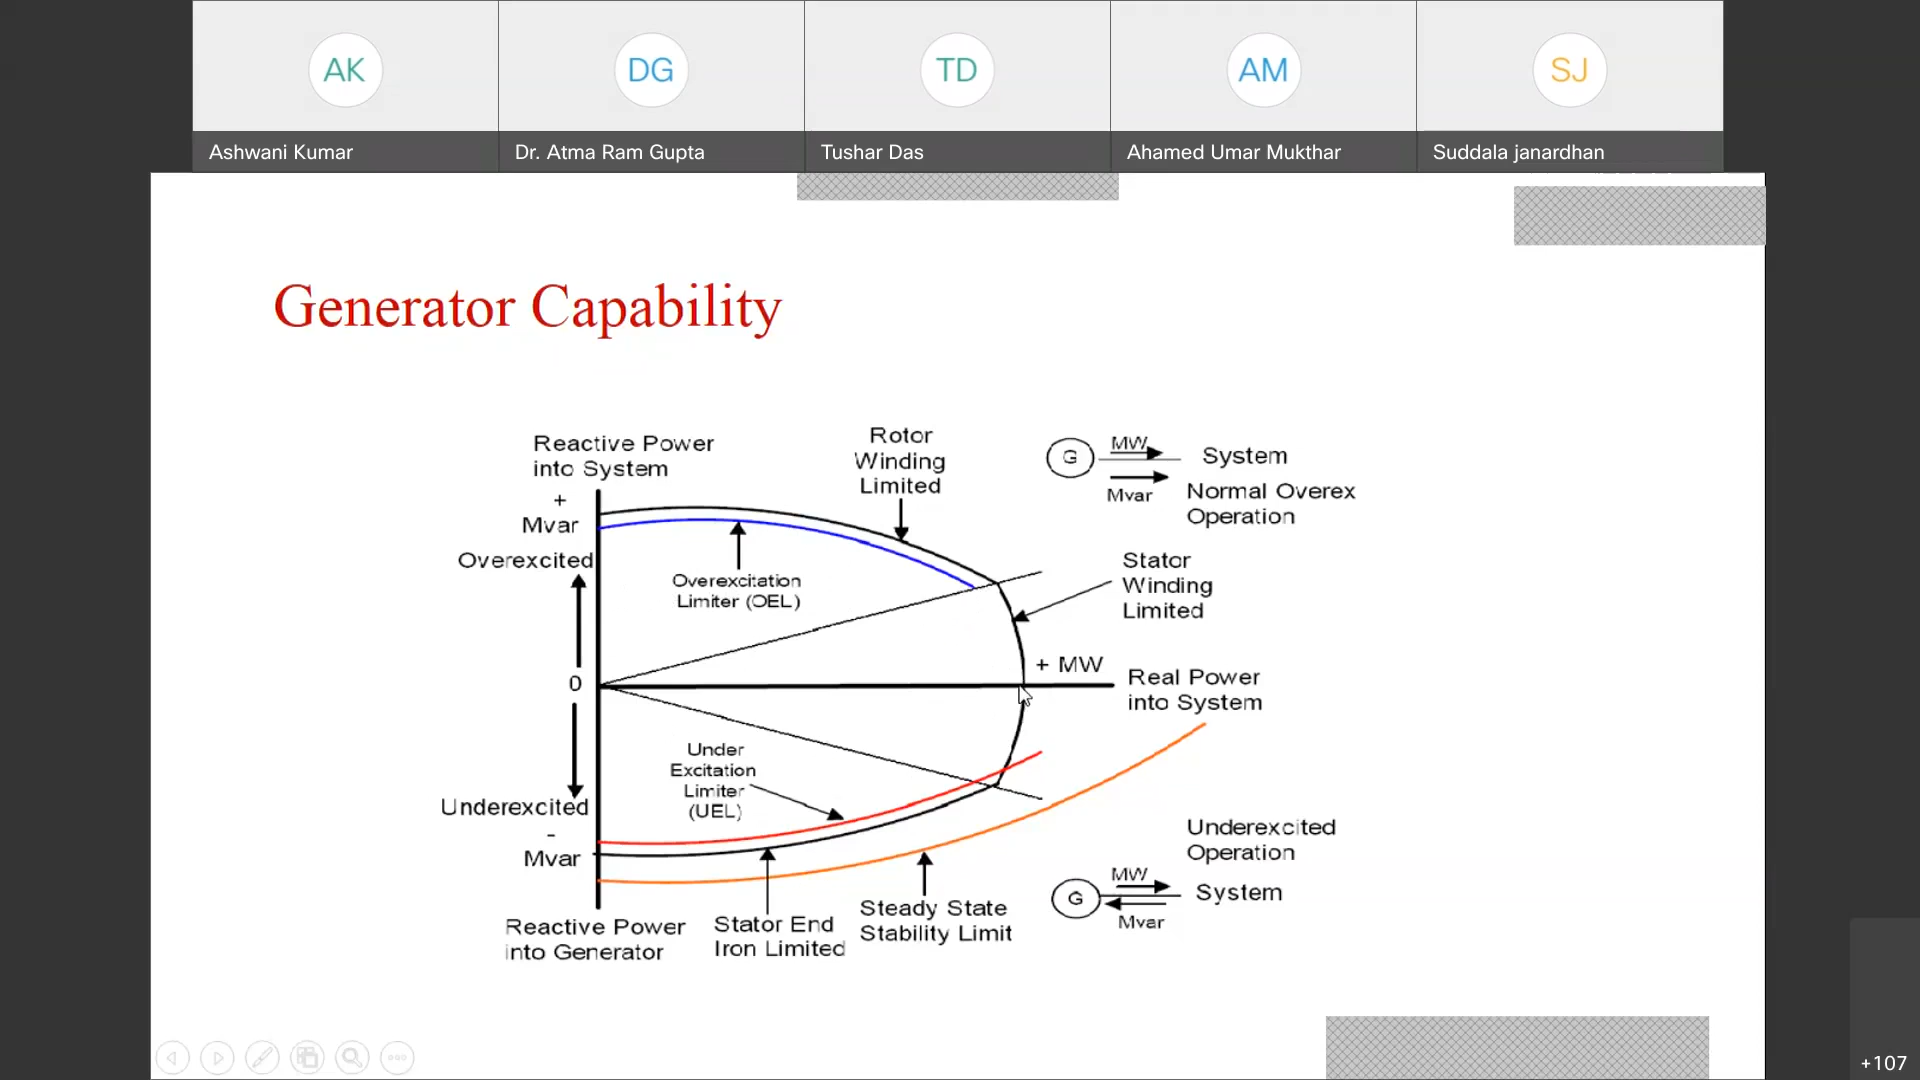 AK
DG
TD
AM
SJ
Ashwani Kumar
Dr. Atma Ram Gupta
Tushar Das
Ahamed Umar Mukthar
Suddala janardhan
Generator Capability
Reactive Power
into System
+
Mvar
Overexcited
0
Underexcited
-
Mvar
Reactive Power
into Generator
Rotor
Winding
Limited
Overexcitation
Limiter (OEL)
G
MW
Mvar
System
Normal Overex
Operation
Stator
Winding
Limited
+ MW
Real Power
into System
Under
Excitation
Limiter
(UEL)
Stator End
Iron Limited
Steady State
Stability Limit
Underexcited
Operation
G
MW
Mvar
System
+107